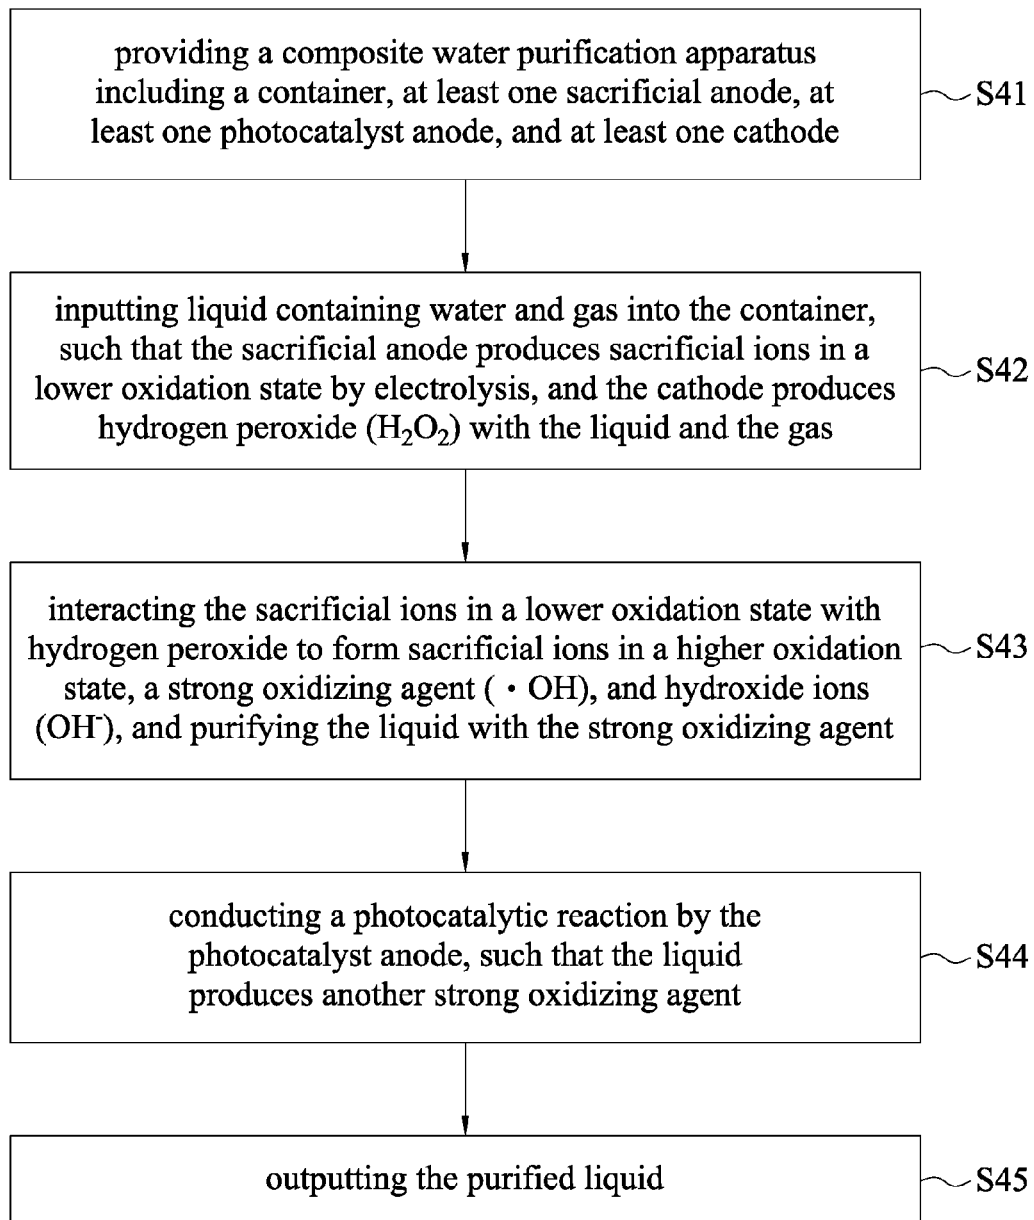 providing a composite water purification apparatus
including a container, at least one sacrificial anode, at
least one photocatalyst anode, and at least one cathode
S41
inputting liquid containing water and gas into the container,
such that the sacrificial anode produces sacrificial ions in a
lower oxidation state by electrolysis, and the cathode produces
hydrogen peroxide (H₂O₂) with the liquid and the gas
S42
interacting the sacrificial ions in a lower oxidation state with
hydrogen peroxide to form sacrificial ions in a higher oxidation
state, a strong oxidizing agent (・OH), and hydroxide ions
(OH⁻), and purifying the liquid with the strong oxidizing agent
S43
conducting a photocatalytic reaction by the
photocatalyst anode, such that the liquid
produces another strong oxidizing agent
S44
outputting the purified liquid
S45